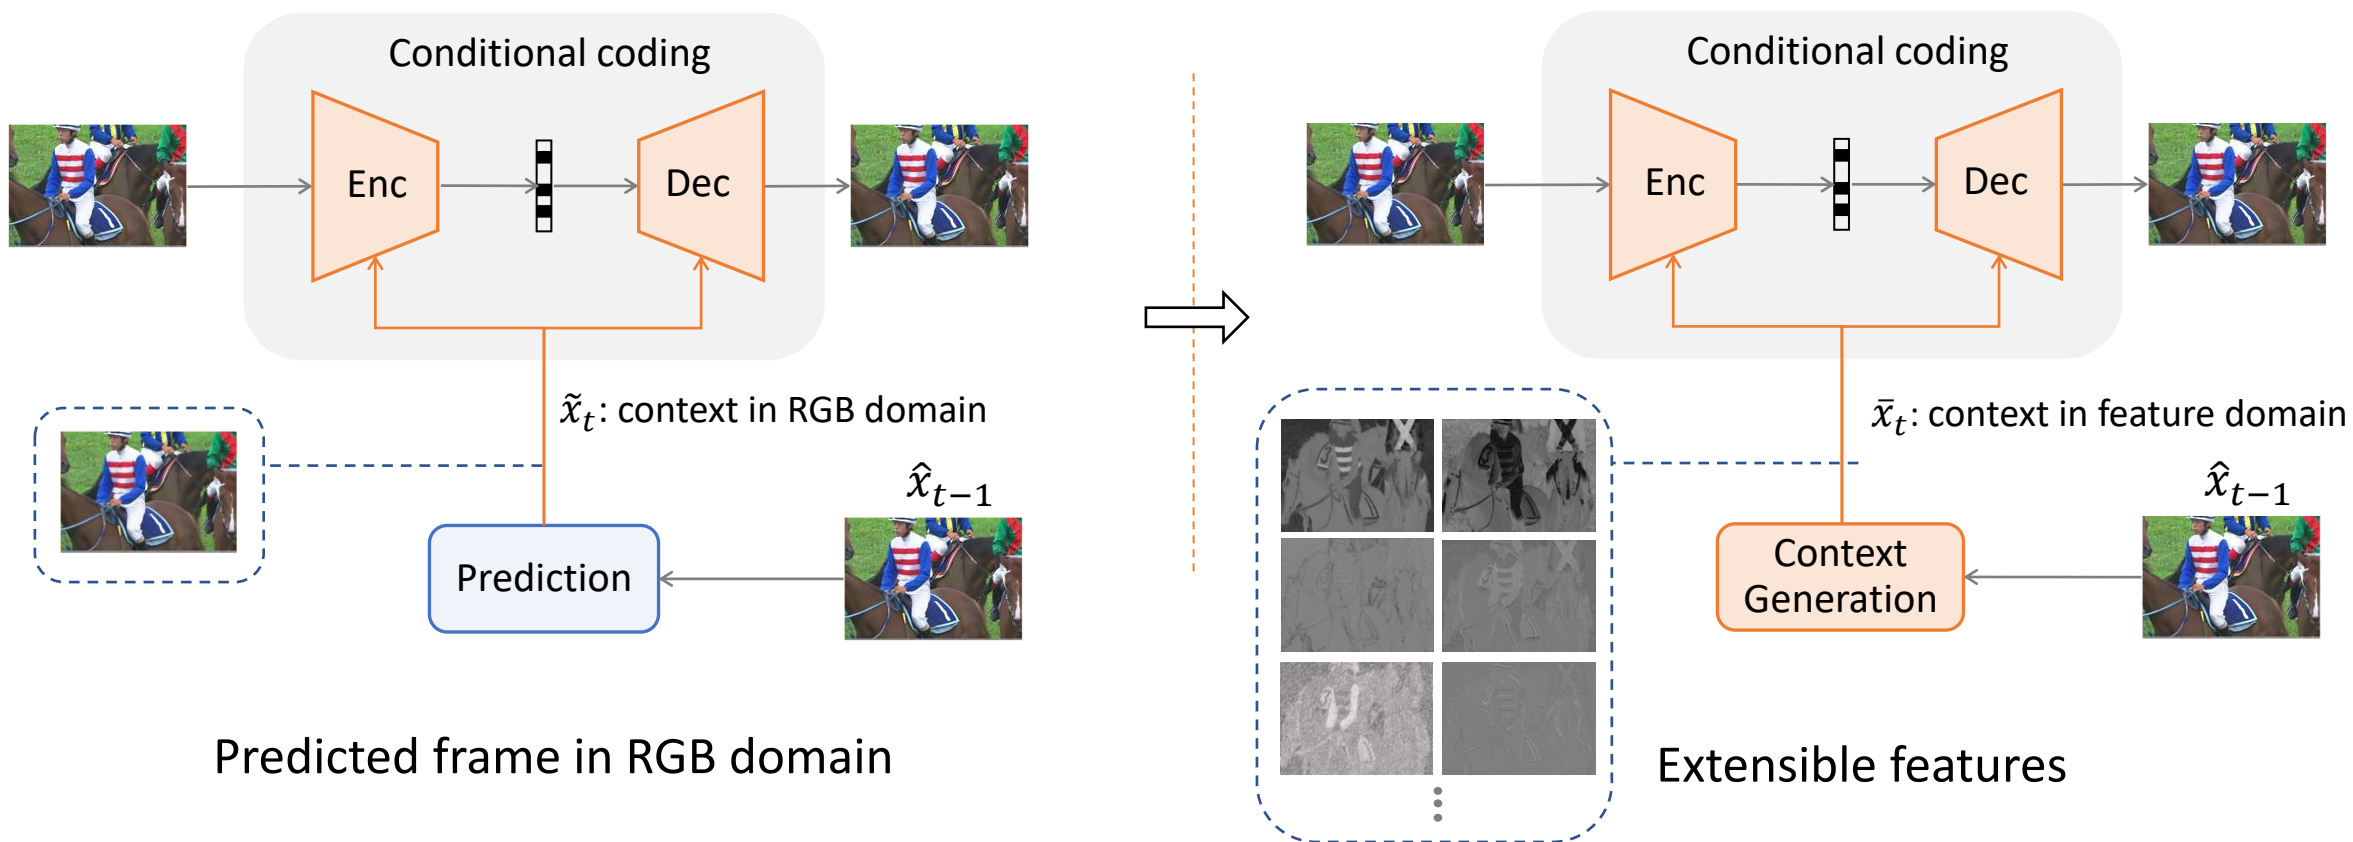 Conditional coding
Enc
Dec
x̃ₜ: context in RGB domain
x̂ₜ₋₁
Prediction
Predicted frame in RGB domain
Conditional coding
Enc
Dec
x̄ₜ: context in feature domain
x̂ₜ₋₁
Context
Generation
Extensible features